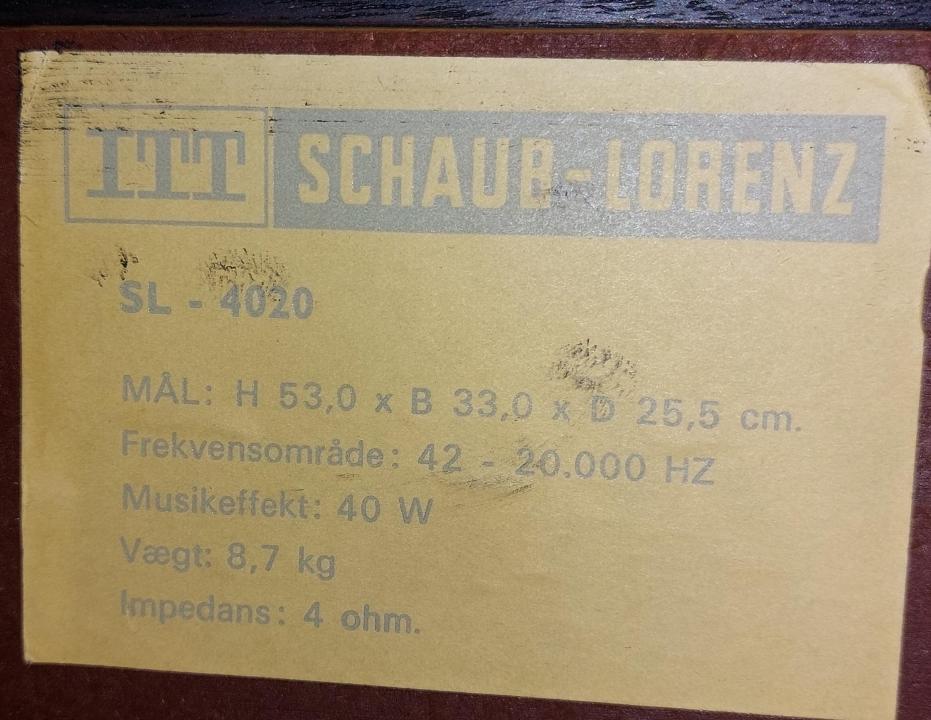 ITT SCHAUB-LORENZ
SL - 4020
MÅL: H 53,0 x B 33,0 x D 25,5 cm.
Frekvensområde: 42 - 20.000 HZ
Musikeffekt: 40 W
Vægt: 8,7 kg
Impedans: 4 ohm.